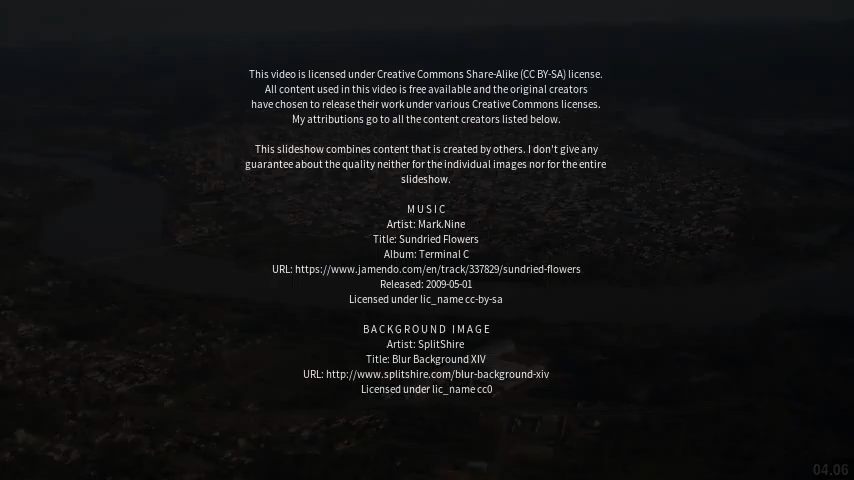 This video is licensed under Creative Commons Share-Alike (CC BY-SA) license.
All content used in this video is free available and the original creators
have chosen to release their work under various Creative Commons licenses.
My attributions go to all the content creators listed below.
This slideshow combines content that is created by others. I don't give any
guarantee about the quality neither for the individual images nor for the entire
slideshow.
MUSIC
Artist: Mark.Nine
Title: Sundried Flowers
Album: Terminal C
URL: https://www.jamendo.com/en/track/337829/sundried-flowers
Released: 2009-05-01
Licensed under lic_name cc-by-sa
BACKGROUND IMAGE
Artist: SplitShire
Title: Blur Background XIV
URL: http://www.splitshire.com/blur-background-xiv
Licensed under lic_name cc0
04.06